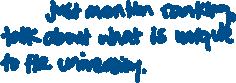 just mention ranking,
talk about what is unique
to the university.